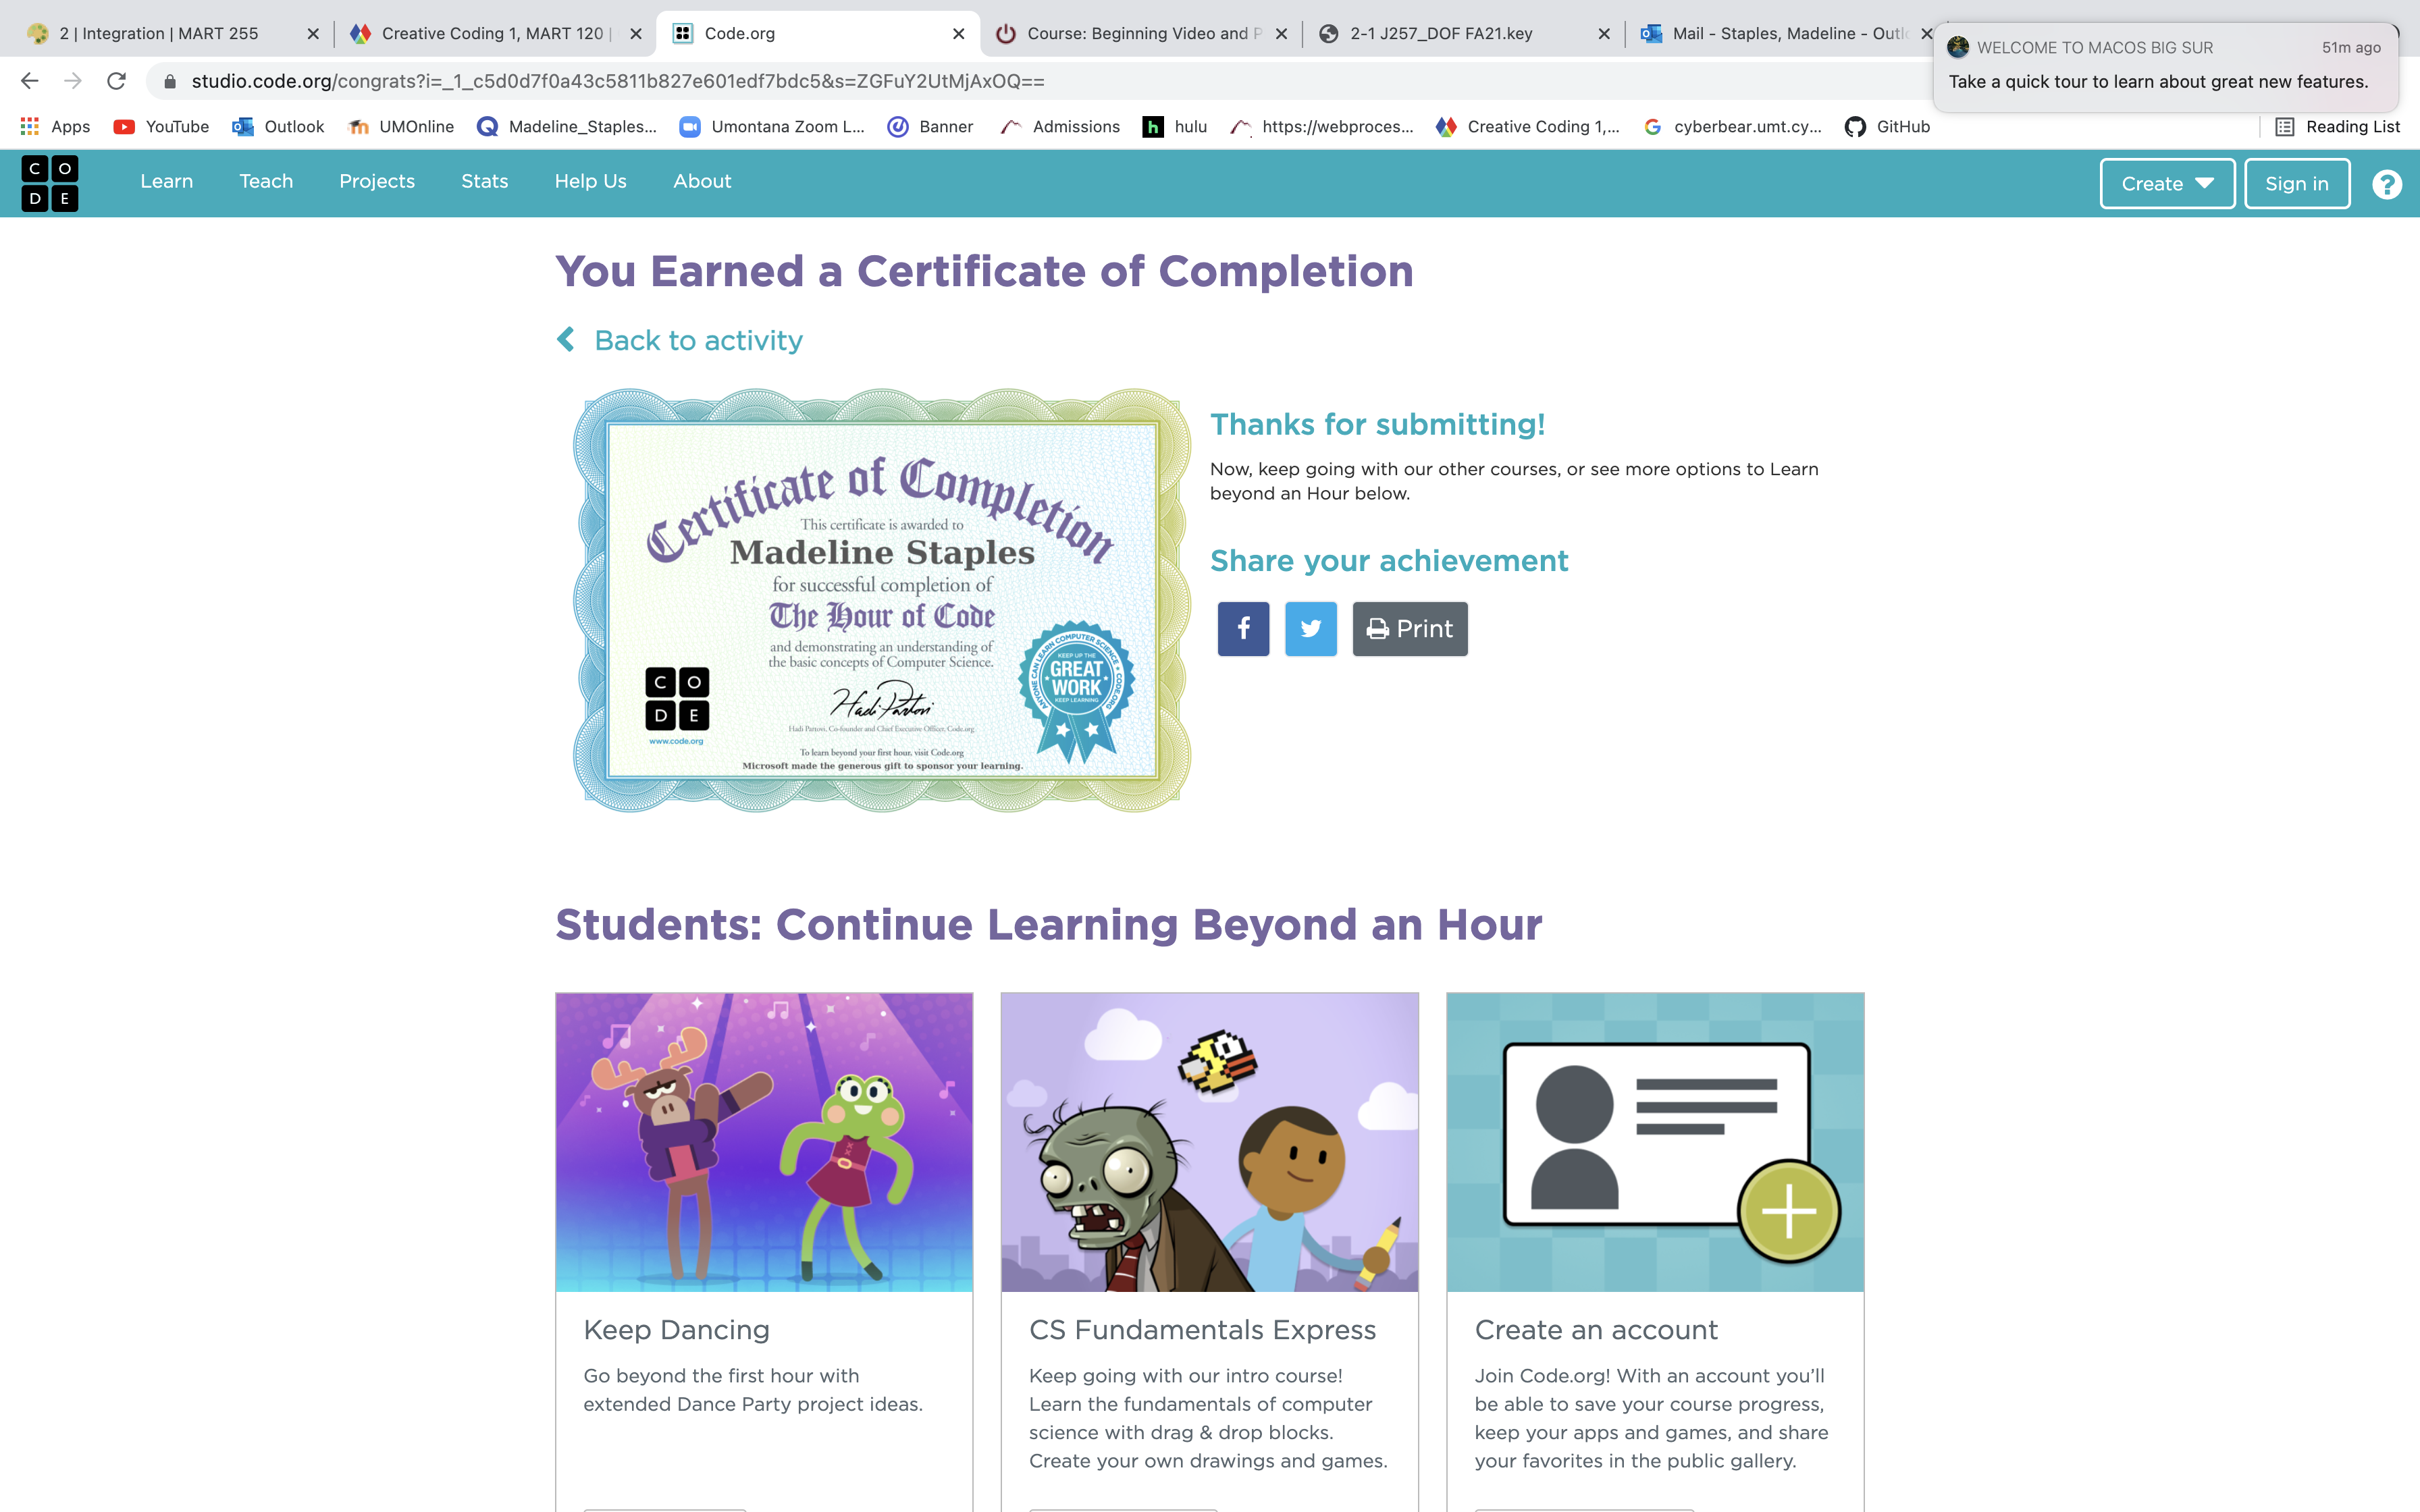 2 | Integration | MART 255
Creative Coding 1, MART 120 |
Code.org
Course: Beginning Video and P
2-1 J257_DOF FA21.key
Mail - Staples, Madeline - Outl
WELCOME TO MACOS BIG SUR
51m ago
Take a quick tour to learn about great new features.
studio.code.org/congrats?i=_1_c5d0d7f0a43c5811b827e601edf7bdc5&s=ZGFuY2UtMjAxOQ==
Apps
YouTube
Outlook
UMOnline
Madeline_Staples...
Umontana Zoom L...
Banner
Admissions
hulu
https://webproces...
Creative Coding 1,...
cyberbear.umt.cy...
GitHub
Reading List
C O
D E
Learn
Teach
Projects
Stats
Help Us
About
Create
Sign in
?
You Earned a Certificate of Completion
Back to activity
Certificate of Completion
This certificate is awarded to
Madeline Staples
for successful completion of
The Hour of Code
and demonstrating an understanding of
the basic concepts of Computer Science.
C O
D E
www.code.org
Hadi Partovi
Hadi Partovi, Co-founder and Chief Executive Officer, Code.org
To learn beyond your first hour, visit Code.org
Microsoft made the generous gift to sponsor your learning.
ANYONE CAN LEARN COMPUTER SCIENCE
CODE.ORG
KEEP UP THE
GREAT
WORK
KEEP LEARNING
Thanks for submitting!
Now, keep going with our other courses, or see more options to Learn
beyond an Hour below.
Share your achievement
Print
Students: Continue Learning Beyond an Hour
Keep Dancing
Go beyond the first hour with
extended Dance Party project ideas.
CS Fundamentals Express
Keep going with our intro course!
Learn the fundamentals of computer
science with drag & drop blocks.
Create your own drawings and games.
Create an account
Join Code.org! With an account you’ll
be able to save your course progress,
keep your apps and games, and share
your favorites in the public gallery.